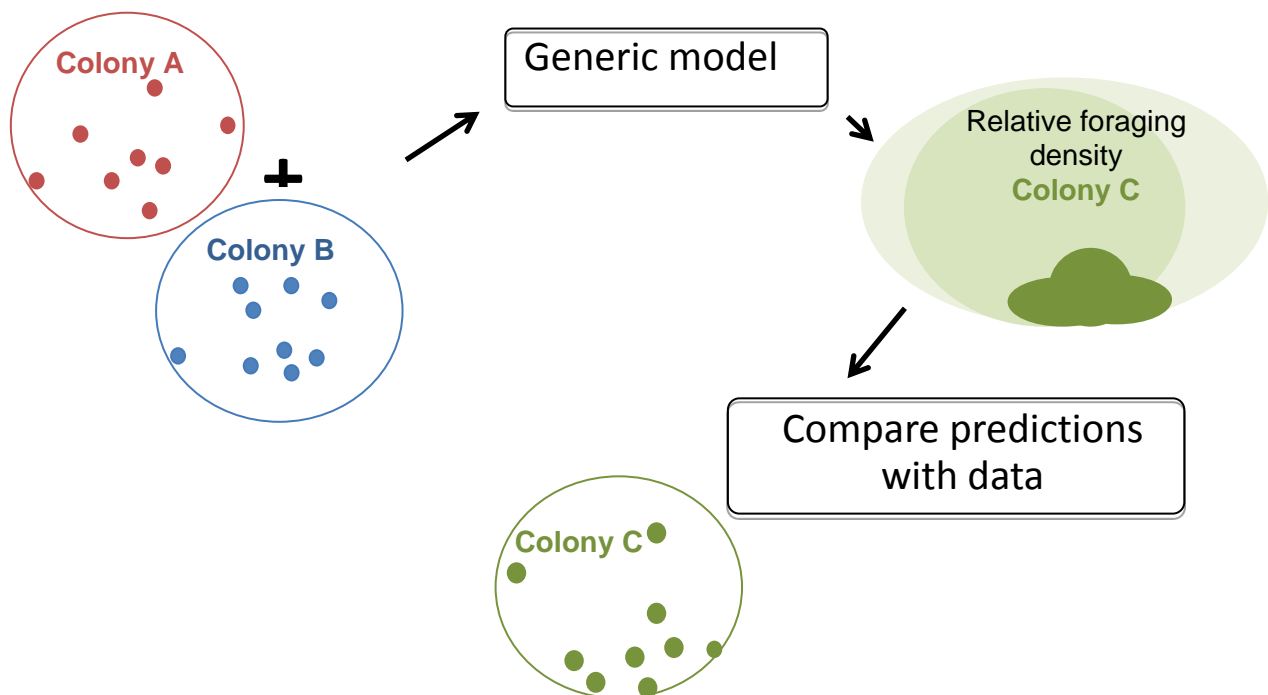 Colony A
Generic model
Relative foraging
density
Colony C
+
Colony B
Compare predictions
with data
Colony C